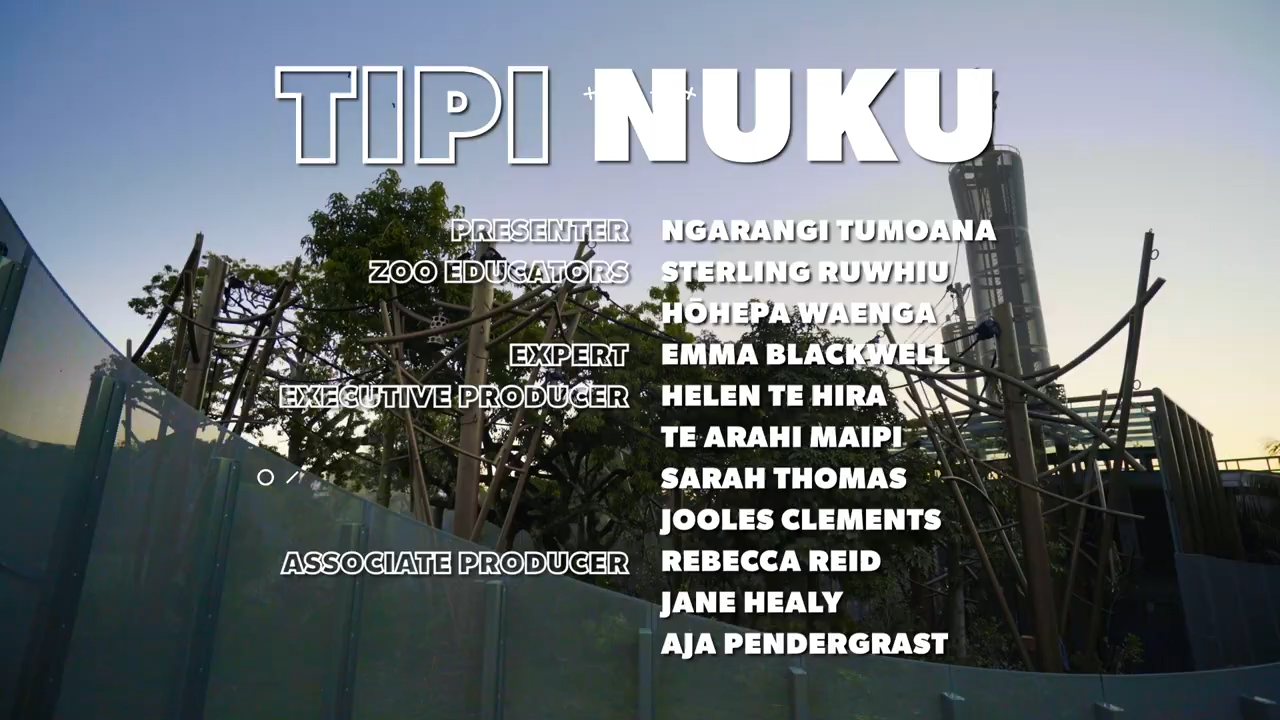 TIPI NUKU
PRESENTER NGARANGI TUMOANA
ZOO EDUCATORS STERLING RUWHIU
HŌHEPA WAENGA
EXPERT EMMA BLACKWELL
EXECUTIVE PRODUCER HELEN TE HIRA
TE ARAHI MAIPI
SARAH THOMAS
JOOLES CLEMENTS
ASSOCIATE PRODUCER REBECCA REID
JANE HEALY
AJA PENDERGRAST